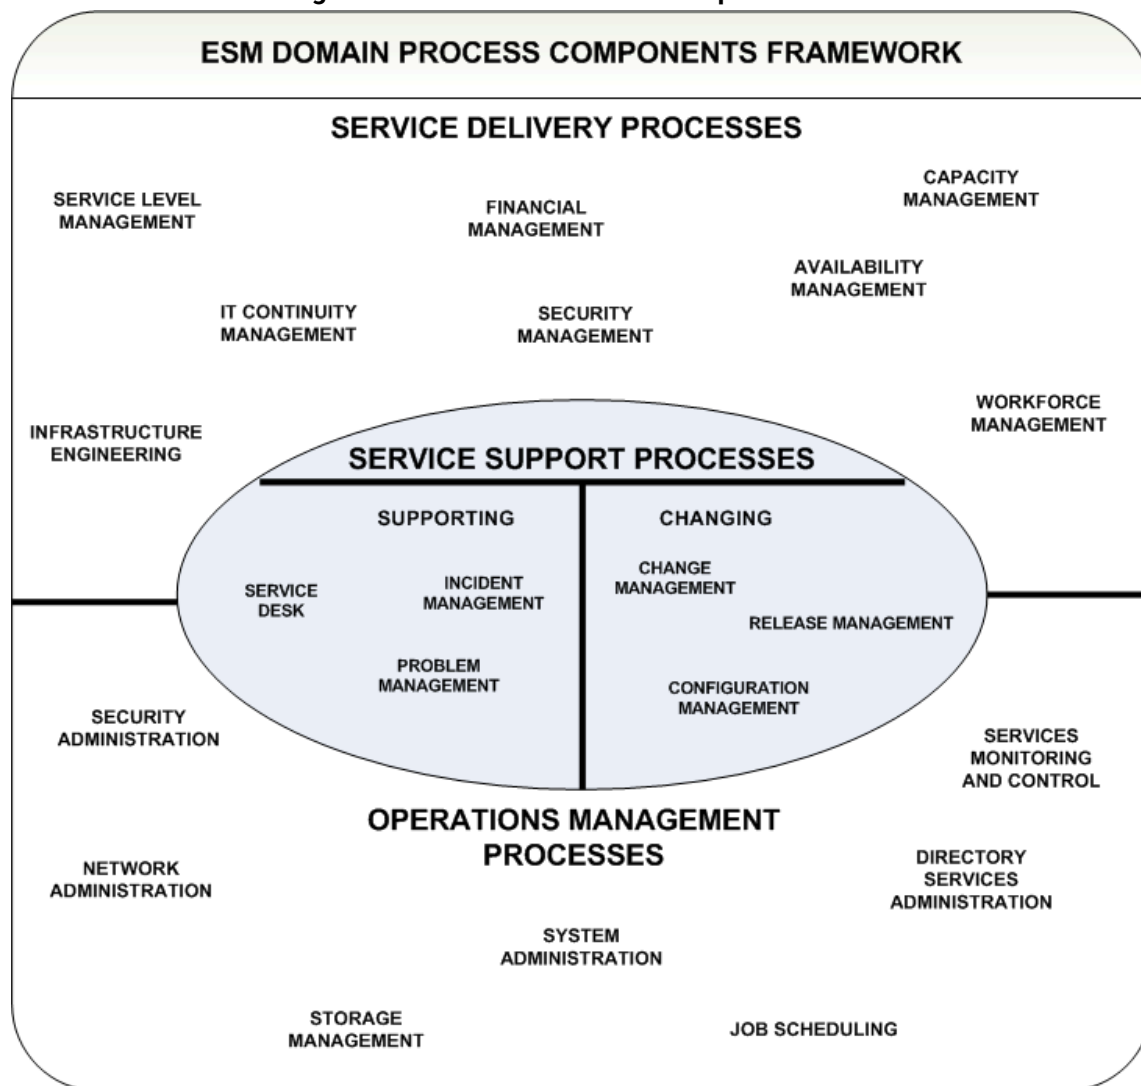 ESM DOMAIN PROCESS COMPONENTS FRAMEWORK
SERVICE DELIVERY PROCESSES
SERVICE LEVEL
MANAGEMENT
FINANCIAL
MANAGEMENT
CAPACITY
MANAGEMENT
AVAILABILITY
MANAGEMENT
IT CONTINUITY
MANAGEMENT
SECURITY
MANAGEMENT
INFRASTRUCTURE
ENGINEERING
WORKFORCE
MANAGEMENT
SERVICE SUPPORT PROCESSES
SUPPORTING
SERVICE
DESK
INCIDENT
MANAGEMENT
PROBLEM
MANAGEMENT
CHANGING
CHANGE
MANAGEMENT
RELEASE MANAGEMENT
CONFIGURATION
MANAGEMENT
SECURITY
ADMINISTRATION
SERVICES
MONITORING
AND CONTROL
OPERATIONS MANAGEMENT
PROCESSES
NETWORK
ADMINISTRATION
DIRECTORY
SERVICES
ADMINISTRATION
SYSTEM
ADMINISTRATION
STORAGE
MANAGEMENT
JOB SCHEDULING